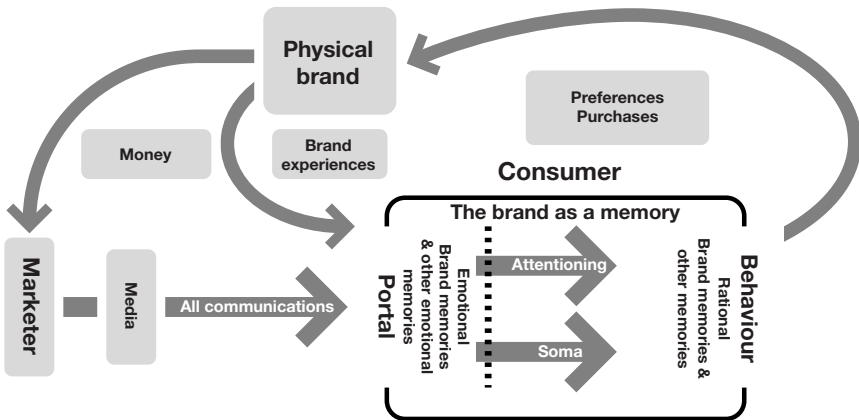 Physical
brand
Preferences
Purchases
Money
Brand
experiences
Consumer
The brand as a memory
Marketer
Media
All communications
Portal
Emotional
Brand memories
& other emotional
memories
Attentioning
Soma
Rational
Brand memories &
other memories
Behaviour